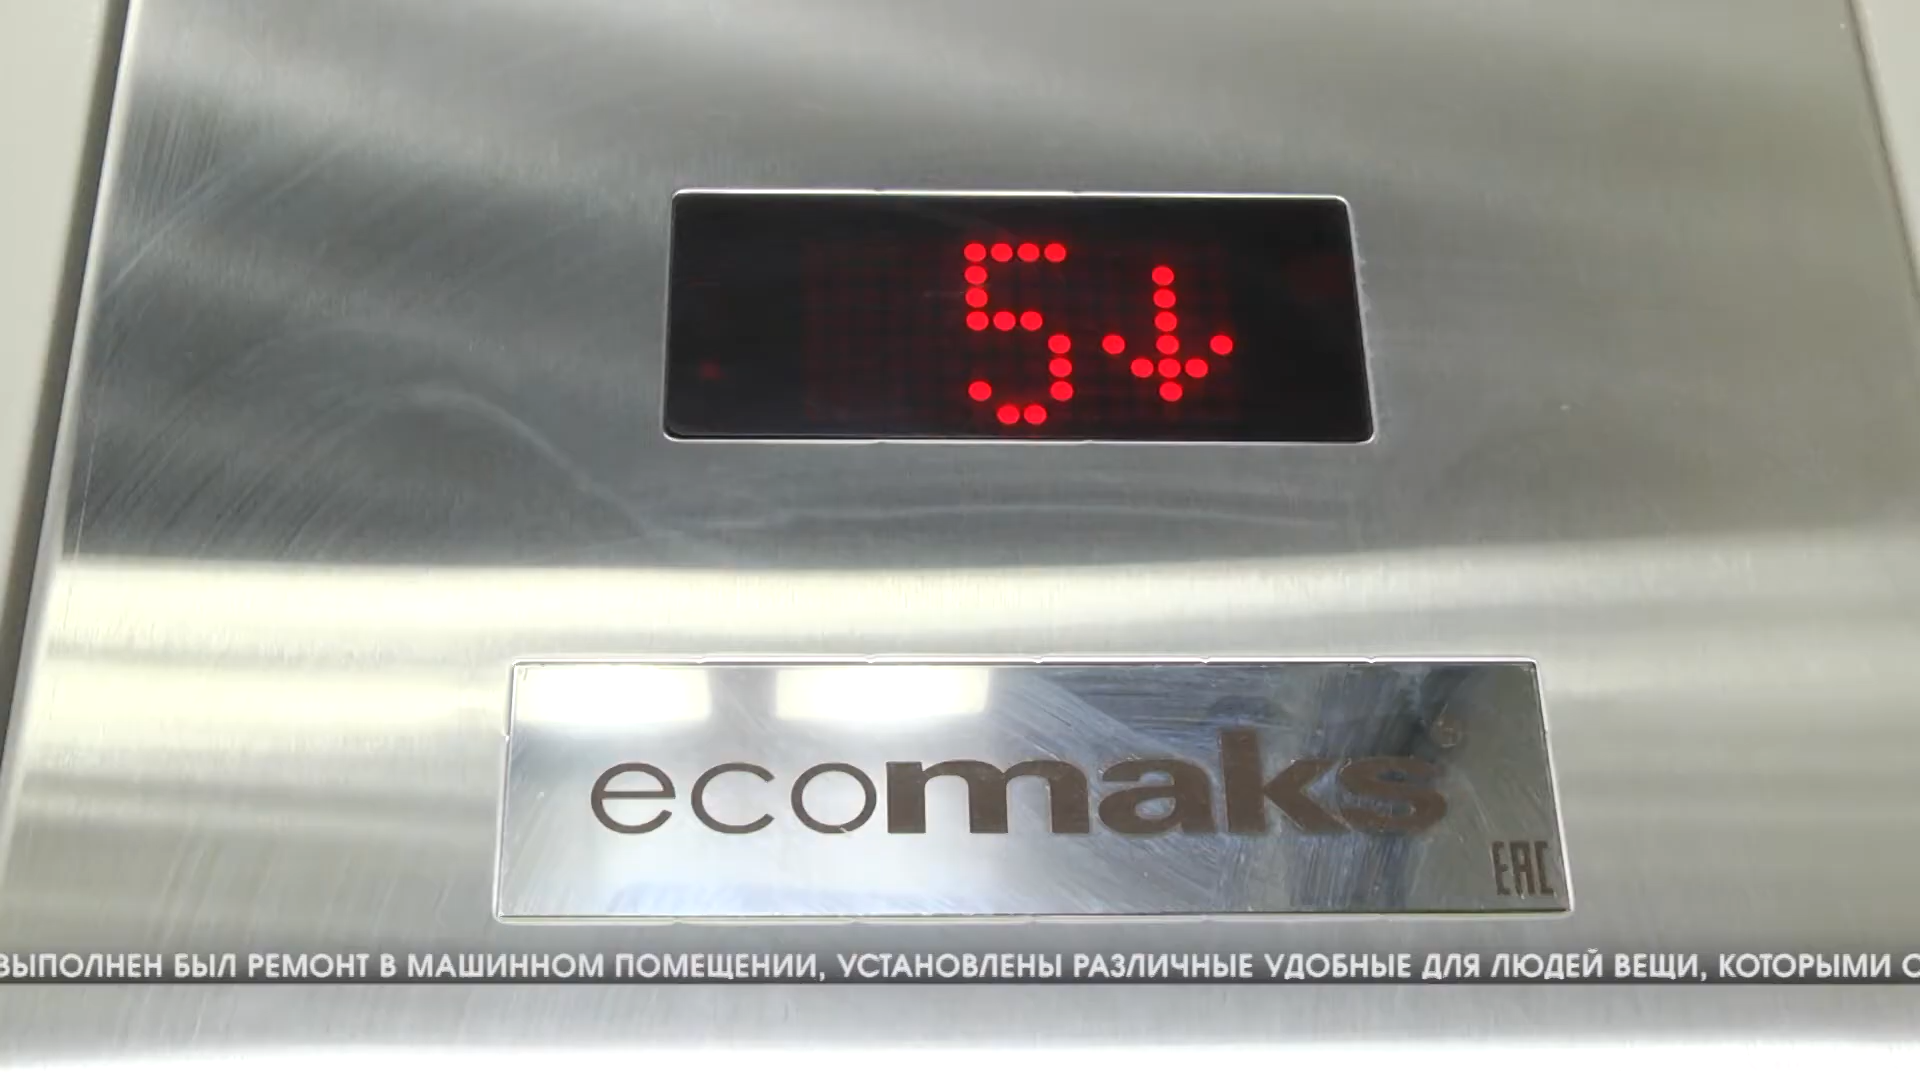 5↓
ecomaks
EAC
ВЫПОЛНЕН БЫЛ РЕМОНТ В МАШИННОМ ПОМЕЩЕНИИ, УСТАНОВЛЕНЫ РАЗЛИЧНЫЕ УДОБНЫЕ ДЛЯ ЛЮДЕЙ ВЕЩИ, КОТОРЫМИ